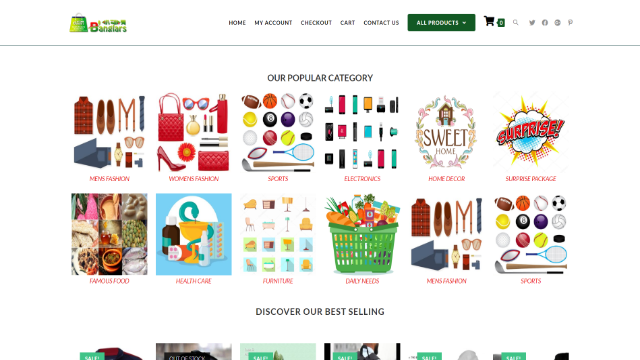 Banglars
HOME
MY ACCOUNT
CHECKOUT
CART
CONTACT US
ALL PRODUCTS
0
OUR POPULAR CATEGORY
SWEET
HOME
SURPRISE!
MENS FASHION
WOMENS FASHION
SPORTS
ELECTRONICS
HOME DECOR
SURPRISE PACKAGE
FAMOUS FOOD
HEALTH CARE
FURNITURE
DAILY NEEDS
MENS FASHION
SPORTS
DISCOVER OUR BEST SELLING
SALE!
OUT OF STOCK
SALE!
SALE!
SALE!
SALE!